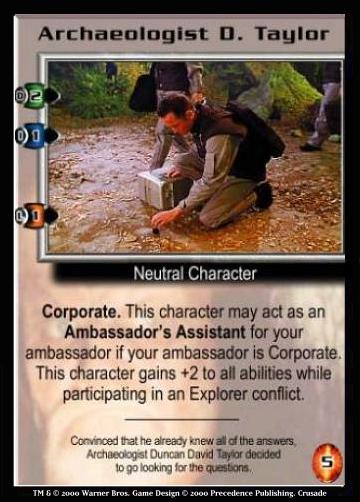 Archaeologist D. Taylor
D 2
D 1
L 1
Neutral Character
Corporate. This character may act as an
Ambassador's Assistant for your
ambassador if your ambassador is Corporate.
This character gains +2 to all abilities while
participating in an Explorer conflict.
Convinced that he already knew all of the answers,
Archaeologist Duncan David Taylor decided
to go looking for the questions.
5
TM & © 2000 Warner Bros. Game Design © 2000 Precedence Publishing. Crusade